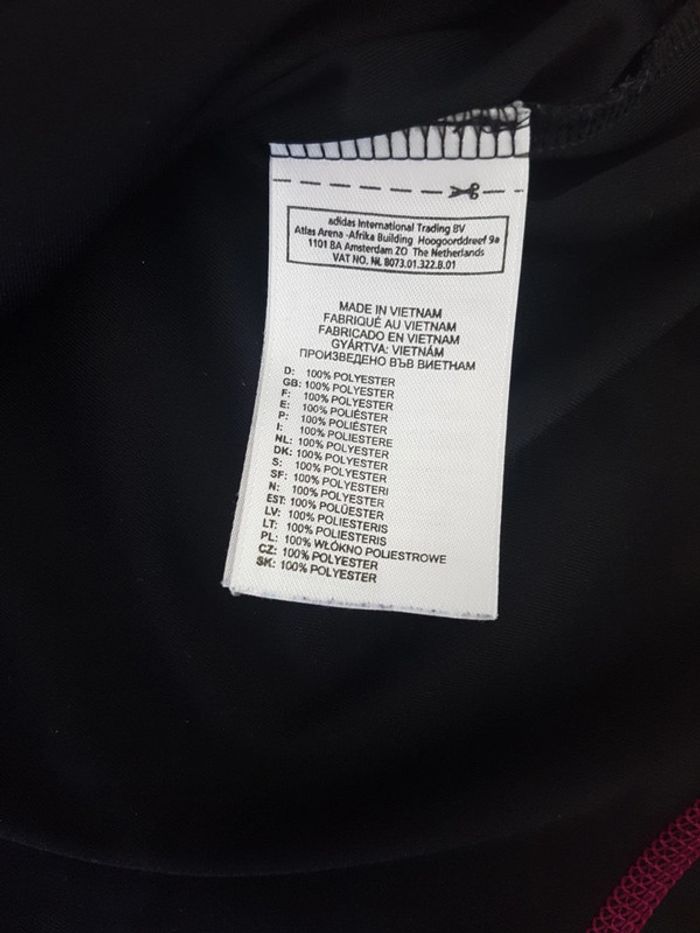 adidas International Trading BV
Atlas Arena -Afrika Building Hoogoorddreef 9a
1101 BA Amsterdam ZO The Netherlands
VAT NO. NL 8073.01.322.B.01
MADE IN VIETNAM
FABRIQUÉ AU VIETNAM
FABRICADO EN VIETNAM
GYÁRTVA: VIETNÁM
ПРОИЗВЕДЕНО ВЪВ ВИЕТНАМ
D: 100% POLYESTER
GB: 100% POLYESTER
F: 100% POLYESTER
E: 100% POLIÉSTER
P: 100% POLIÉSTER
I: 100% POLIESTERE
NL: 100% POLYESTER
DK: 100% POLYESTER
S: 100% POLYESTER
SF: 100% POLYESTERI
N: 100% POLYESTER
EST: 100% POLÜESTER
LV: 100% POLIESTERIS
LT: 100% POLIESTERIS
PL: 100% WŁÓKNO POLIESTROWE
CZ: 100% POLYESTER
SK: 100% POLYESTER